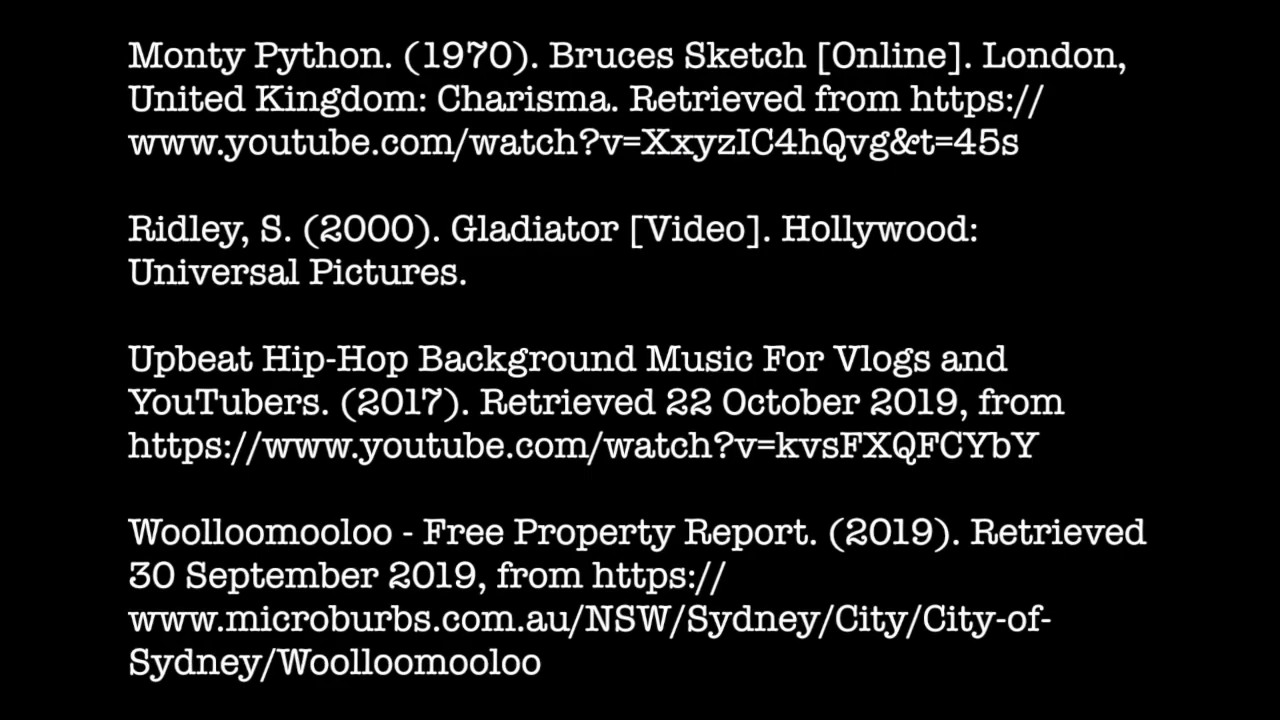 Monty Python. (1970). Bruces Sketch [Online]. London,
United Kingdom: Charisma. Retrieved from https://
www.youtube.com/watch?v=XxyzIC4hQvg&t=45s
Ridley, S. (2000). Gladiator [Video]. Hollywood:
Universal Pictures.
Upbeat Hip-Hop Background Music For Vlogs and
YouTubers. (2017). Retrieved 22 October 2019, from
https://www.youtube.com/watch?v=kvsFXQFCYbY
Woolloomooloo - Free Property Report. (2019). Retrieved
30 September 2019, from https://
www.microburbs.com.au/NSW/Sydney/City/City-of-
Sydney/Woolloomooloo